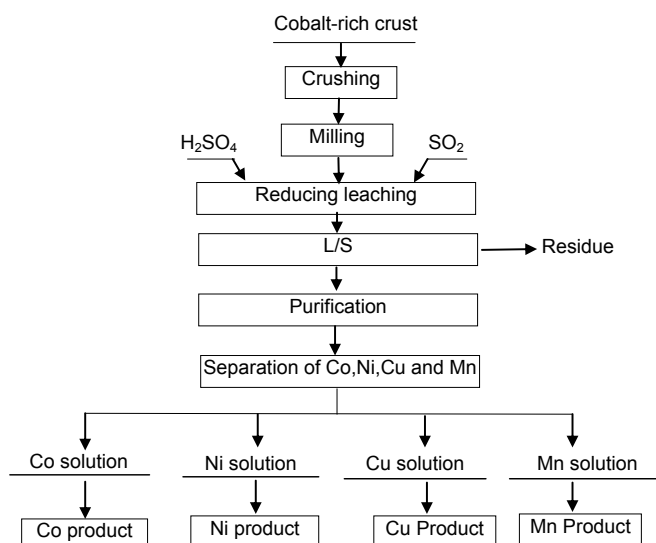 Cobalt-rich crust
Crushing
Milling
H₂SO₄
SO₂
Reducing leaching
L/S
Residue
Purification
Separation of Co,Ni,Cu and Mn
Co solution
Ni solution
Cu solution
Mn solution
Co product
Ni product
Cu Product
Mn Product